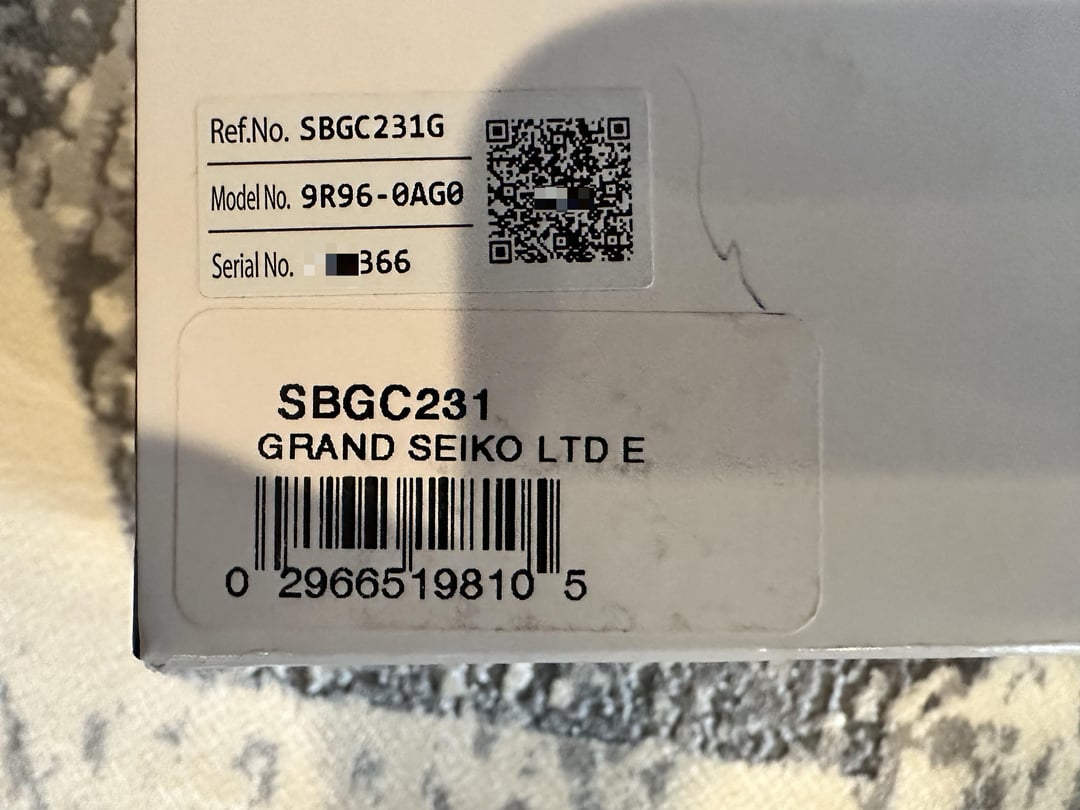 Ref.No. SBGC231G
Model No. 9R96-0AG0
Serial No. 366
SBGC231
GRAND SEIKO LTD E
0 2966519810 5